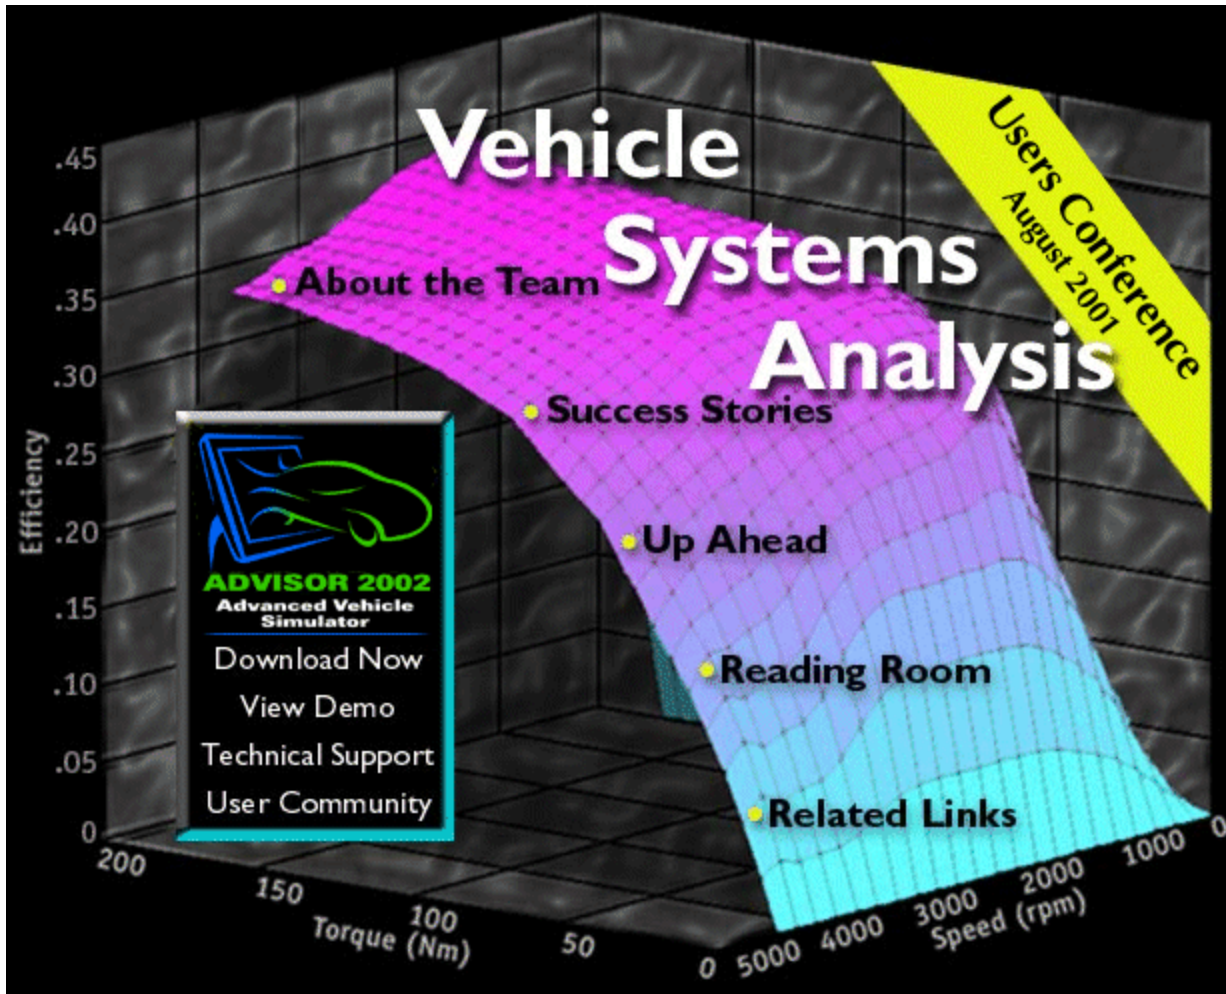 Vehicle
Systems
Analysis
Users Conference
August 2001
About the Team
Success Stories
Up Ahead
Reading Room
Related Links
ADVISOR 2002
Advanced Vehicle
Simulator
Download Now
View Demo
Technical Support
User Community
Efficiency
.45
.40
.35
.30
.25
.20
.15
.10
.05
0
200
150
100
50
0
Torque (Nm)
5000
4000
3000
2000
1000
0
Speed (rpm)